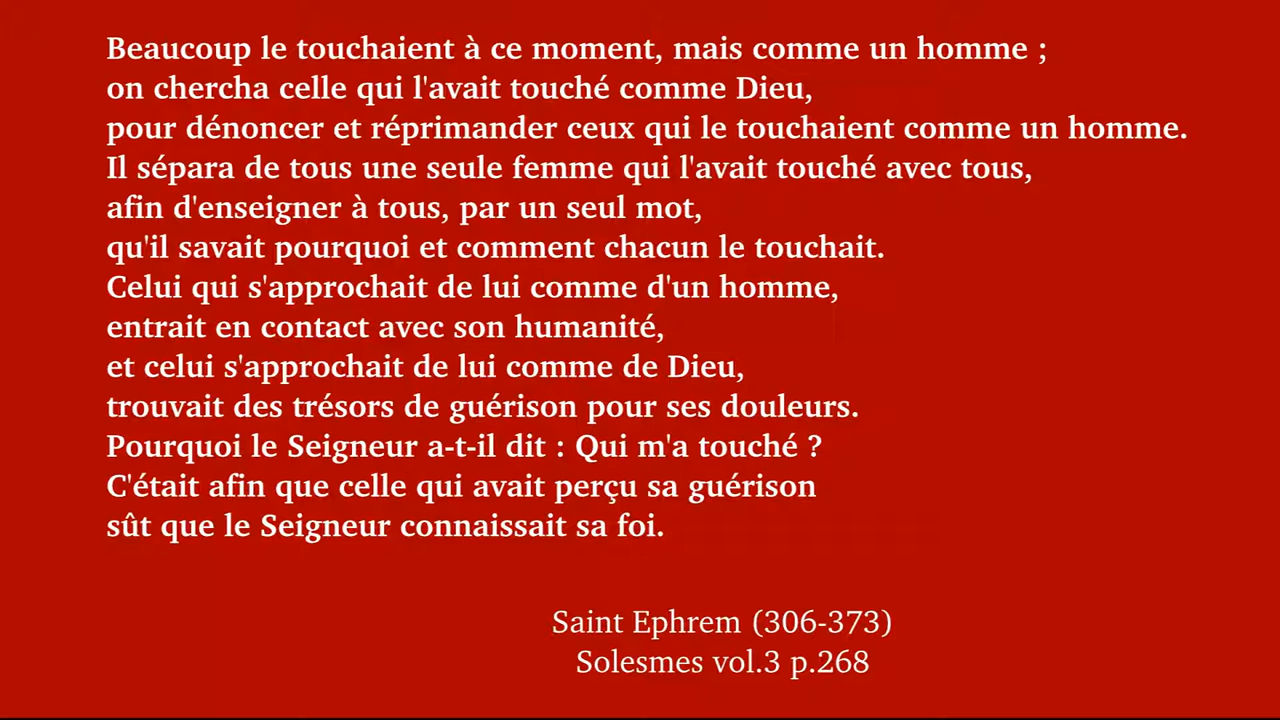 Beaucoup le touchaient à ce moment, mais comme un homme ;
on chercha celle qui l'avait touché comme Dieu,
pour dénoncer et réprimander ceux qui le touchaient comme un homme.
Il sépara de tous une seule femme qui l'avait touché avec tous,
afin d'enseigner à tous, par un seul mot,
qu'il savait pourquoi et comment chacun le touchait.
Celui qui s'approchait de lui comme d'un homme,
entrait en contact avec son humanité,
et celui s'approchait de lui comme de Dieu,
trouvait des trésors de guérison pour ses douleurs.
Pourquoi le Seigneur a-t-il dit : Qui m'a touché ?
C'était afin que celle qui avait perçu sa guérison
sût que le Seigneur connaissait sa foi.
Saint Ephrem (306-373)
Solesmes vol.3 p.268